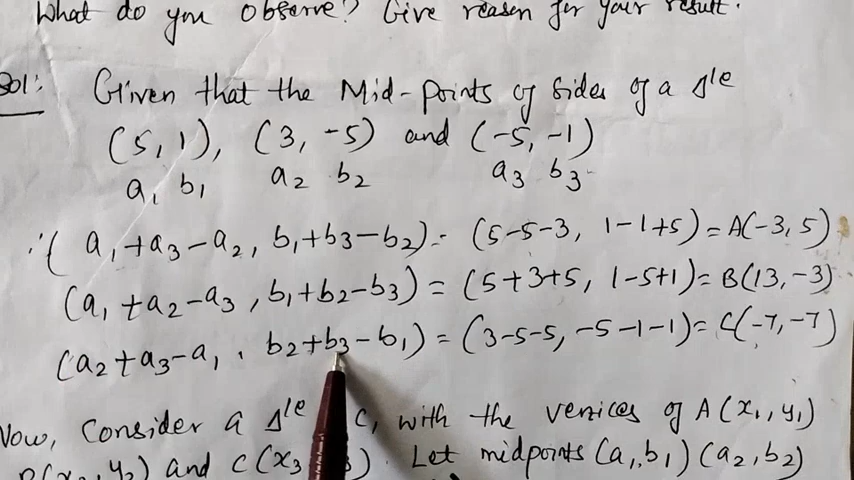 What do you observe? Give reason for your result.
Sol: Given that the Mid-points of sides of a Δle
(5, 1), (3, -5) and (-5, -1)
a1 b1 a2 b2 a3 b3
∴ (a1+a3-a2, b1+b3-b2) = (5-5-3, 1-1+5) = A(-3, 5)
(a1+a2-a3, b1+b2-b3) = (5+3+5, 1-5+1) = B(13, -3)
(a2+a3-a1, b2+b3-b1) = (3-5-5, -5-1-1) = C(-7, -7)
Now, consider a Δle C, with the vertices of A(x1, y1)
y2) and C(x3 Let midpoints (a1, b1) (a2, b2)